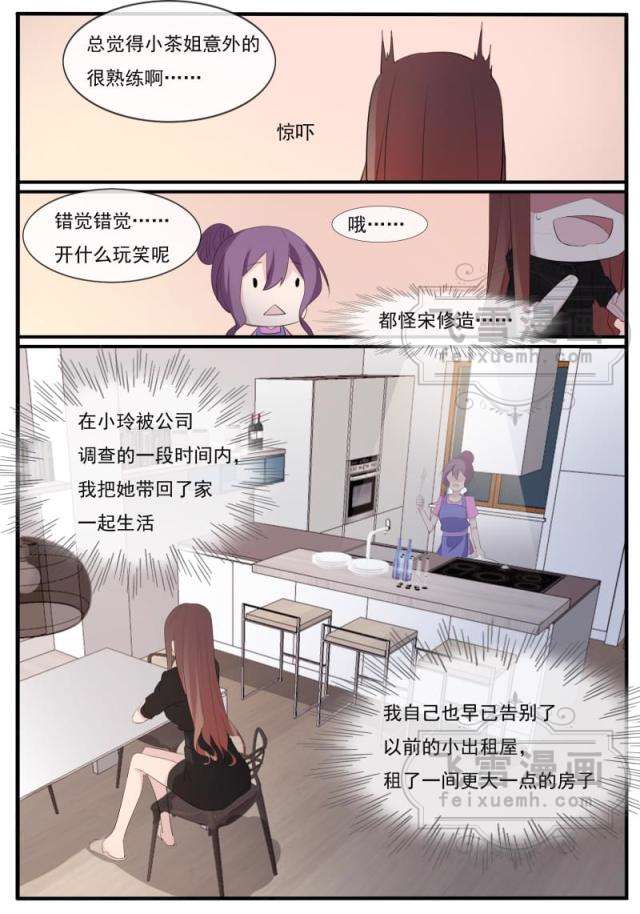 总觉得小茶姐意外的
很熟练啊……
惊吓
错觉错觉……
开什么玩笑呢
哦……
都怪宋修造……
飞雪漫画
feixuemh.com
在小玲被公司
调查的一段时间内，
我把她带回了家
一起生活
我自己也早已告别了
以前的小出租屋，
租了一间更大一点的房子
飞雪漫画
feixuemh.com